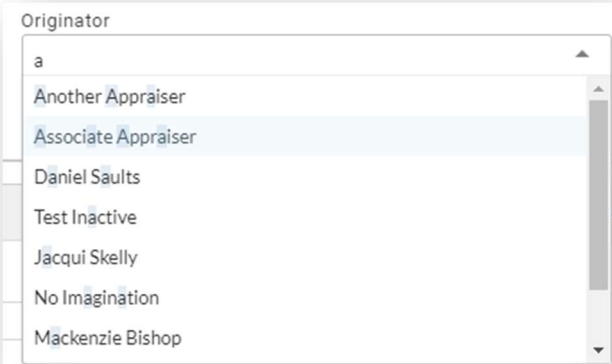 Originator
a
Another Appraiser
Associate Appraiser
Daniel Saults
Test Inactive
Jacqui Skelly
No Imagination
Mackenzie Bishop